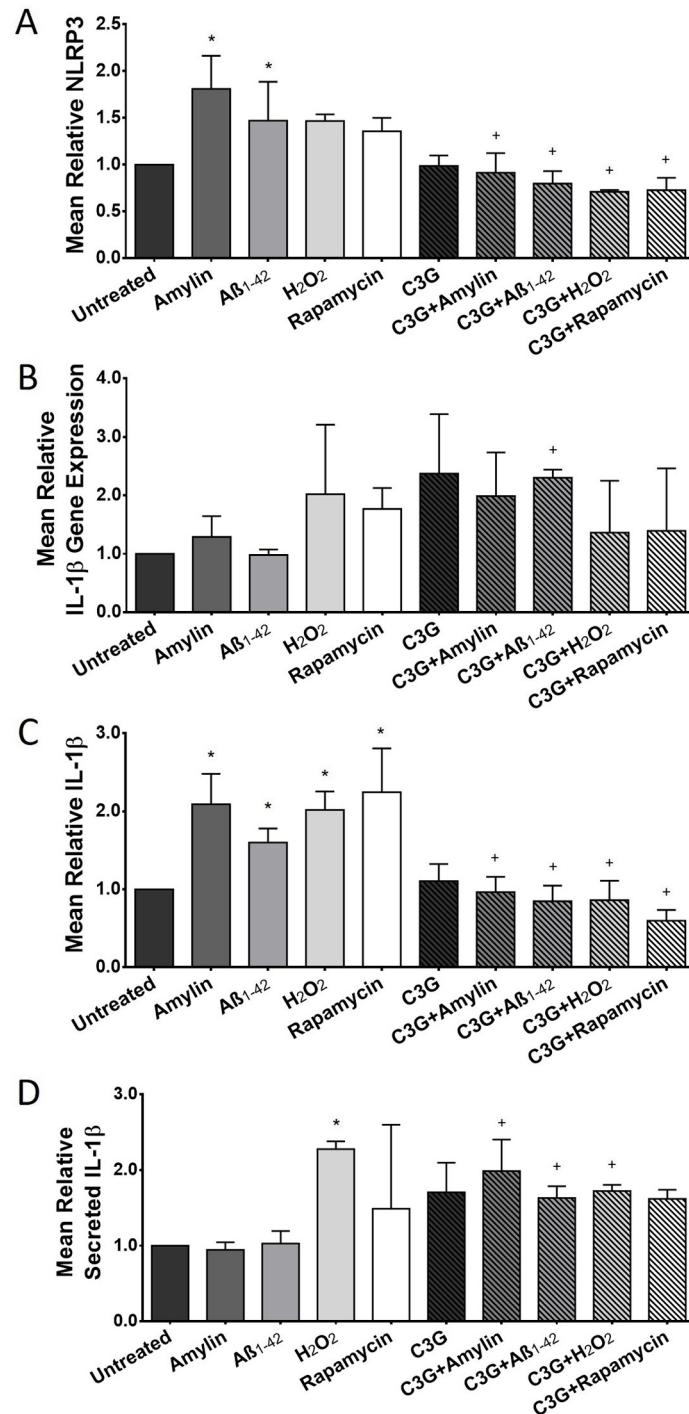 A
Mean Relative NLRP3
2.5
2.0
1.5
1.0
0.5
0.0
*
*
+
+
+
+
Untreated
Amylin
Aß1-42
H2O2
Rapamycin
C3G
C3G+Amylin
C3G+Aß1-42
C3G+H2O2
C3G+Rapamycin
B
Mean Relative
IL-1β Gene Expression
4.0
3.0
2.0
1.0
0.0
+
Untreated
Amylin
Aß1-42
H2O2
Rapamycin
C3G
C3G+Amylin
C3G+Aß1-42
C3G+H2O2
C3G+Rapamycin
C
Mean Relative IL-1β
3.0
2.0
1.0
0.0
*
*
*
*
+
+
+
+
Untreated
Amylin
Aß1-42
H2O2
Rapamycin
C3G
C3G+Amylin
C3G+Aß1-42
C3G+H2O2
C3G+Rapamycin
D
Mean Relative
Secreted IL-1β
3.0
2.0
1.0
0.0
*
+
+
+
Untreated
Amylin
Aß1-42
H2O2
Rapamycin
C3G
C3G+Amylin
C3G+Aß1-42
C3G+H2O2
C3G+Rapamycin